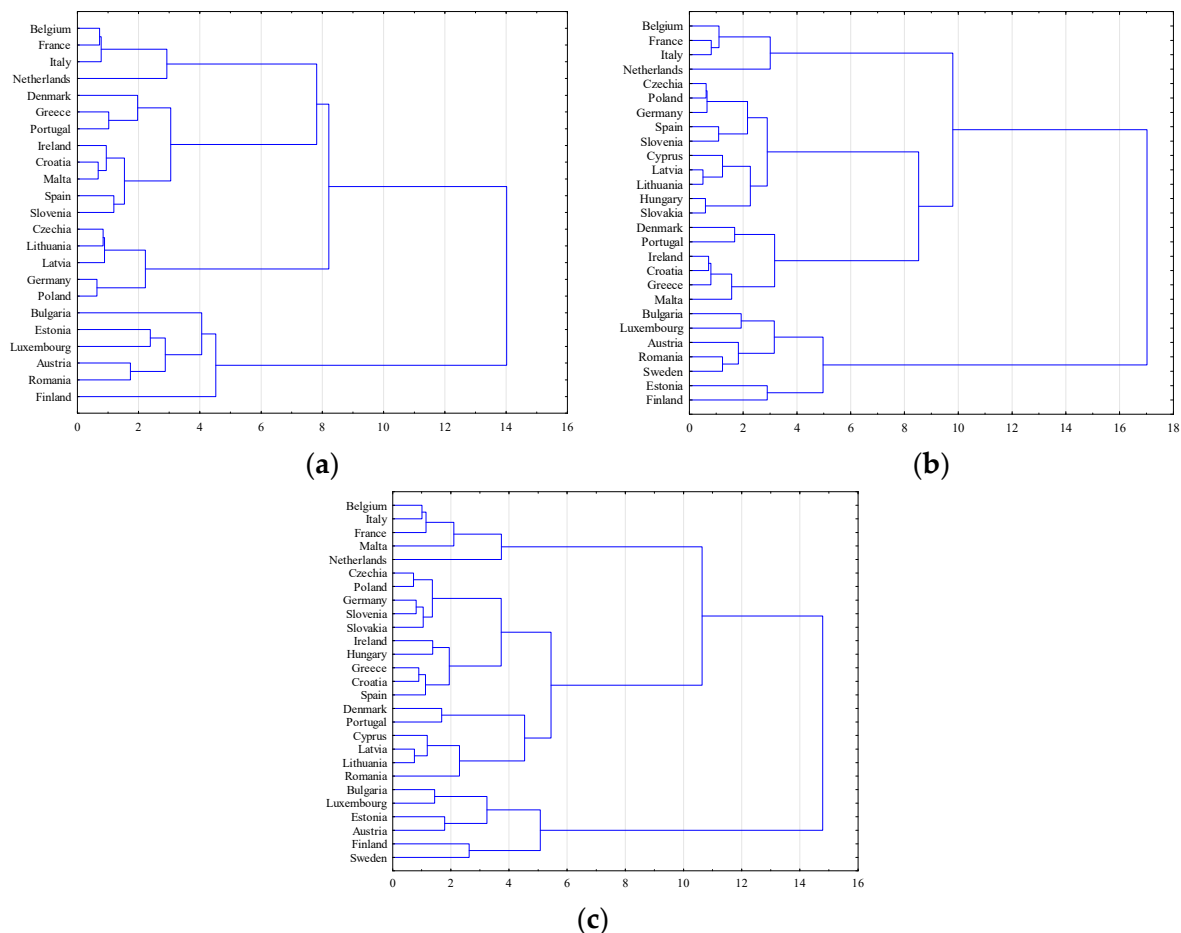 Belgium
France
Italy
Netherlands
Denmark
Greece
Portugal
Ireland
Croatia
Malta
Spain
Slovenia
Czechia
Lithuania
Latvia
Germany
Poland
Bulgaria
Estonia
Luxembourg
Austria
Romania
Finland
0 2 4 6 8 10 12 14 16
(a)
Belgium
France
Italy
Netherlands
Czechia
Poland
Germany
Spain
Slovenia
Cyprus
Latvia
Lithuania
Hungary
Slovakia
Denmark
Portugal
Ireland
Croatia
Greece
Malta
Bulgaria
Luxembourg
Austria
Romania
Sweden
Estonia
Finland
0 2 4 6 8 10 12 14 16 18
(b)
Belgium
Italy
France
Malta
Netherlands
Czechia
Poland
Germany
Slovenia
Slovakia
Ireland
Hungary
Greece
Croatia
Spain
Denmark
Portugal
Cyprus
Latvia
Lithuania
Romania
Bulgaria
Luxembourg
Estonia
Austria
Finland
Sweden
0 2 4 6 8 10 12 14 16
(c)